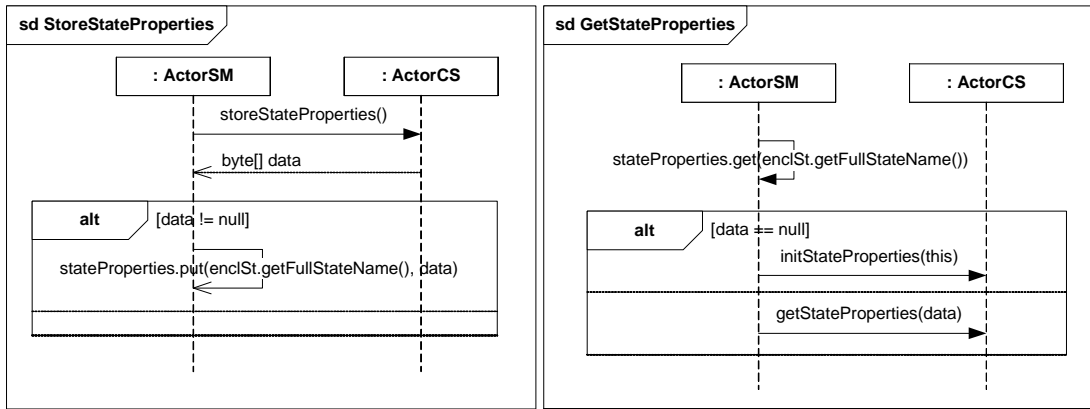 sd StoreStateProperties
: ActorSM
: ActorCS
storeStateProperties()
byte[] data
alt
[data != null]
stateProperties.put(enclSt.getFullStateName(), data)
sd GetStateProperties
: ActorSM
: ActorCS
stateProperties.get(enclSt.getFullStateName())
alt
[data == null]
initStateProperties(this)
getStateProperties(data)